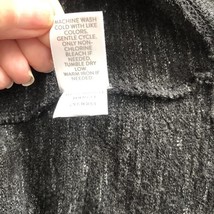 MACHINE WASH
COLD WITH LIKE
COLORS,
GENTLE CYCLE.
ONLY NON-
CHLORINE
BLEACH IF
NEEDED.
TUMBLE DRY
LOW.
WARM IRON IF
NEEDED.